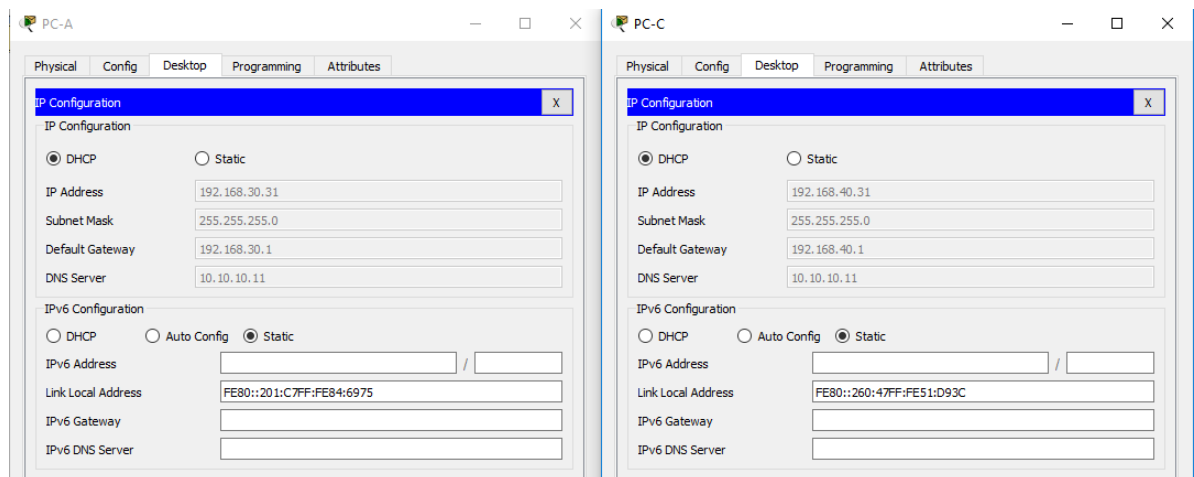 PC-A
Physical Config Desktop Programming Attributes
IP Configuration X
IP Configuration
DHCP Static
IP Address 192.168.30.31
Subnet Mask 255.255.255.0
Default Gateway 192.168.30.1
DNS Server 10.10.10.11
IPv6 Configuration
DHCP Auto Config Static
IPv6 Address /
Link Local Address FE80::201:C7FF:FE84:6975
IPv6 Gateway
IPv6 DNS Server
PC-C
Physical Config Desktop Programming Attributes
IP Configuration X
IP Configuration
DHCP Static
IP Address 192.168.40.31
Subnet Mask 255.255.255.0
Default Gateway 192.168.40.1
DNS Server 10.10.10.11
IPv6 Configuration
DHCP Auto Config Static
IPv6 Address /
Link Local Address FE80::260:47FF:FE51:D93C
IPv6 Gateway
IPv6 DNS Server